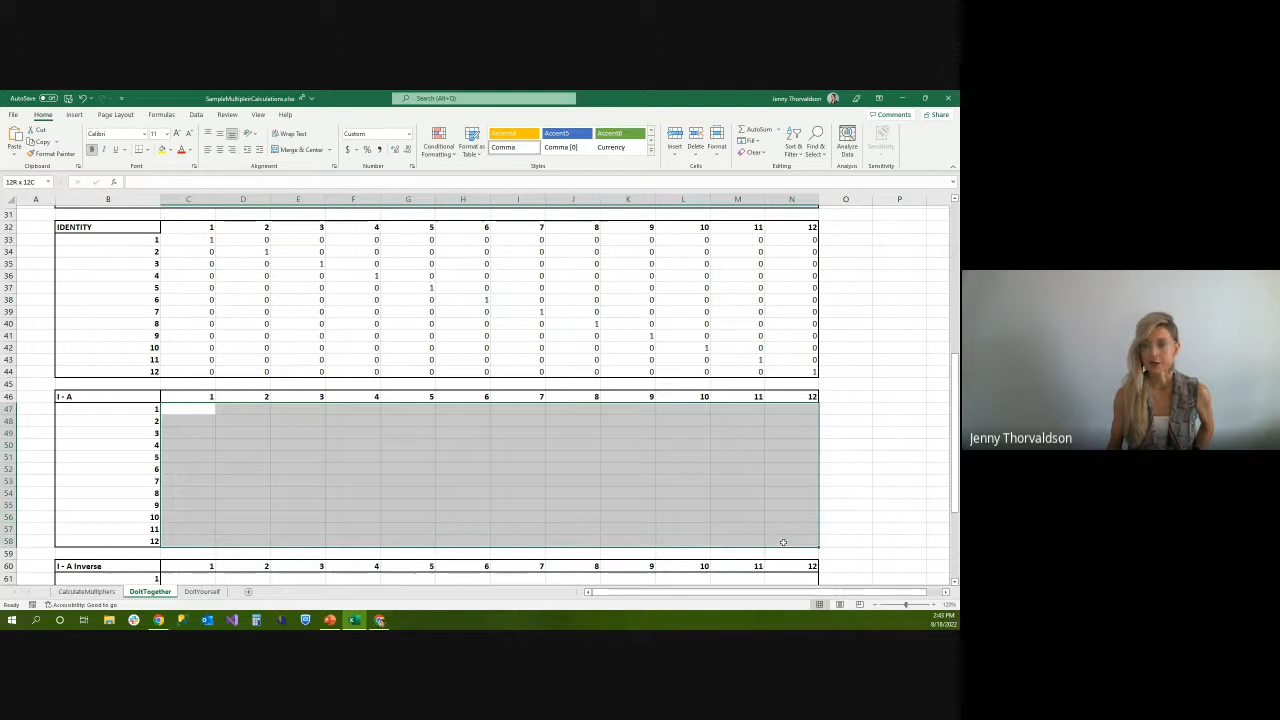 AutoSave Off SampleMultiplierCalculations.xlsx Search (Alt+Q) Jenny Thorvaldson
File Home Insert Page Layout Formulas Data Review View Help Comments Share
Paste Cut Copy Format Painter Clipboard
Calibri 11 B I U Font
Wrap Text Merge & Center Alignment
Custom $ % Number
Conditional Formatting Format as Table Accent4 Accent5 Accent6 Comma Comma [0] Currency Styles
Insert Delete Format Cells
AutoSum Fill Clear Sort & Filter Find & Select Editing
Analyze Data Analysis Sensitivity Sensitivity
12R x 12C
A B C D E F G H I J K L M N O P
31
32 IDENTITY 1 2 3 4 5 6 7 8 9 10 11 12
33 1 1 0 0 0 0 0 0 0 0 0 0 0
34 2 0 1 0 0 0 0 0 0 0 0 0 0
35 3 0 0 1 0 0 0 0 0 0 0 0 0
36 4 0 0 0 1 0 0 0 0 0 0 0 0
37 5 0 0 0 0 1 0 0 0 0 0 0 0
38 6 0 0 0 0 0 1 0 0 0 0 0 0
39 7 0 0 0 0 0 0 1 0 0 0 0 0
40 8 0 0 0 0 0 0 0 1 0 0 0 0
41 9 0 0 0 0 0 0 0 0 1 0 0 0
42 10 0 0 0 0 0 0 0 0 0 1 0 0
43 11 0 0 0 0 0 0 0 0 0 0 1 0
44 12 0 0 0 0 0 0 0 0 0 0 0 1
45
46 I - A 1 2 3 4 5 6 7 8 9 10 11 12
47 1
48 2
49 3
50 4
51 5
52 6
53 7
54 8
55 9
56 10
57 11
58 12
59
60 I - A Inverse 1 2 3 4 5 6 7 8 9 10 11 12
61 1
CalculateMultipliers DoItTogether DoItYourself
Ready Accessibility: Good to go 120%
2:43 PM
8/18/2022
Jenny Thorvaldson